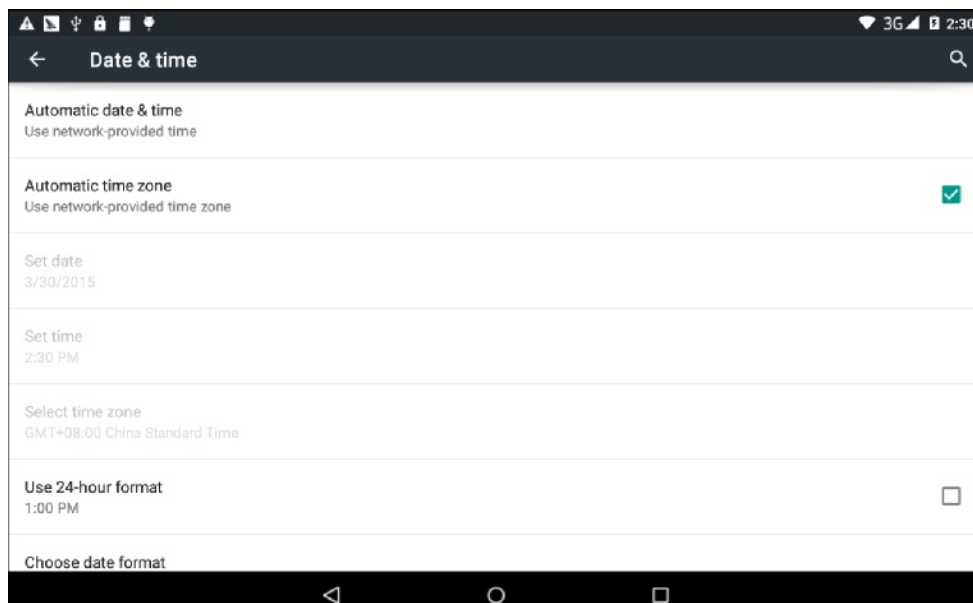 3G 2:30
Date & time
Automatic date & time
Use network-provided time
Automatic time zone
Use network-provided time zone
Set date
3/30/2015
Set time
2:30 PM
Select time zone
GMT+08:00 China Standard Time
Use 24-hour format
1:00 PM
Choose date format